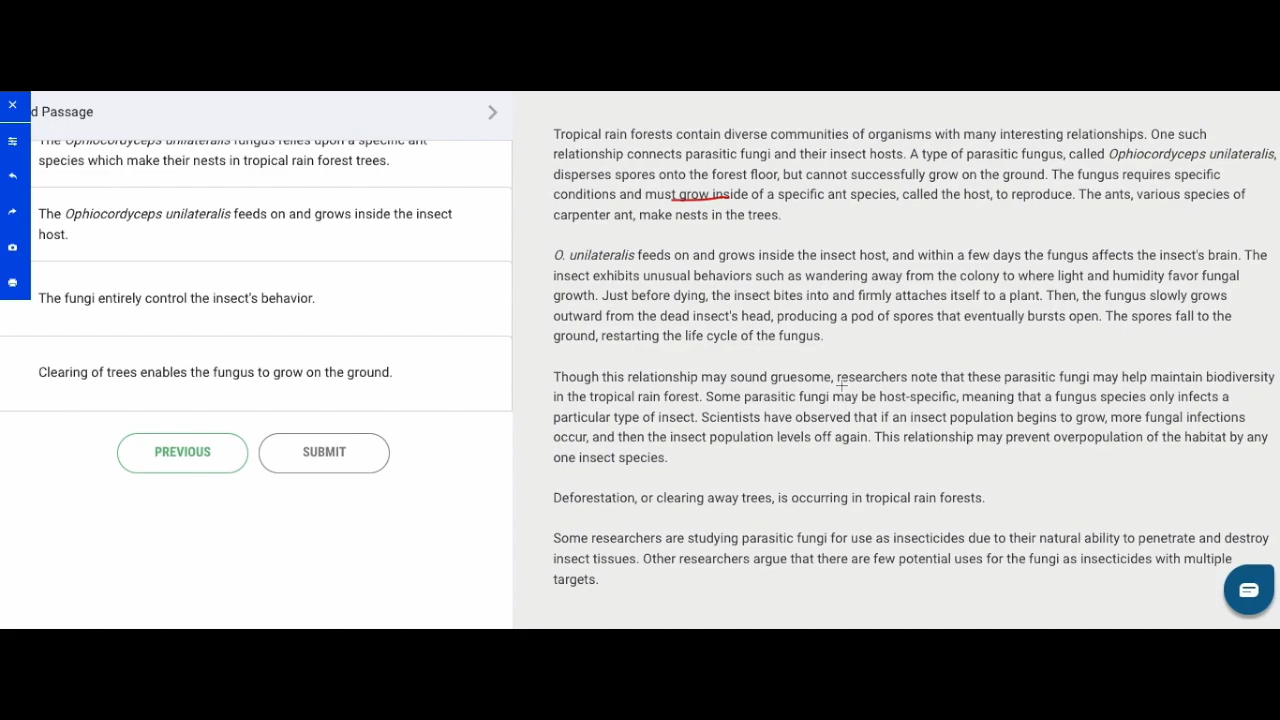 d Passage
The Ophiocordyceps unilateralis fungus relies upon a specific ant
species which make their nests in tropical rain forest trees.
The Ophiocordyceps unilateralis feeds on and grows inside the insect
host.
The fungi entirely control the insect's behavior.
Clearing of trees enables the fungus to grow on the ground.
PREVIOUS
SUBMIT
Tropical rain forests contain diverse communities of organisms with many interesting relationships. One such
relationship connects parasitic fungi and their insect hosts. A type of parasitic fungus, called Ophiocordyceps unilateralis,
disperses spores onto the forest floor, but cannot successfully grow on the ground. The fungus requires specific
conditions and must grow inside of a specific ant species, called the host, to reproduce. The ants, various species of
carpenter ant, make nests in the trees.
O. unilateralis feeds on and grows inside the insect host, and within a few days the fungus affects the insect's brain. The
insect exhibits unusual behaviors such as wandering away from the colony to where light and humidity favor fungal
growth. Just before dying, the insect bites into and firmly attaches itself to a plant. Then, the fungus slowly grows
outward from the dead insect's head, producing a pod of spores that eventually bursts open. The spores fall to the
ground, restarting the life cycle of the fungus.
Though this relationship may sound gruesome, researchers note that these parasitic fungi may help maintain biodiversity
in the tropical rain forest. Some parasitic fungi may be host-specific, meaning that a fungus species only infects a
particular type of insect. Scientists have observed that if an insect population begins to grow, more fungal infections
occur, and then the insect population levels off again. This relationship may prevent overpopulation of the habitat by any
one insect species.
Deforestation, or clearing away trees, is occurring in tropical rain forests.
Some researchers are studying parasitic fungi for use as insecticides due to their natural ability to penetrate and destroy
insect tissues. Other researchers argue that there are few potential uses for the fungi as insecticides with multiple
targets.